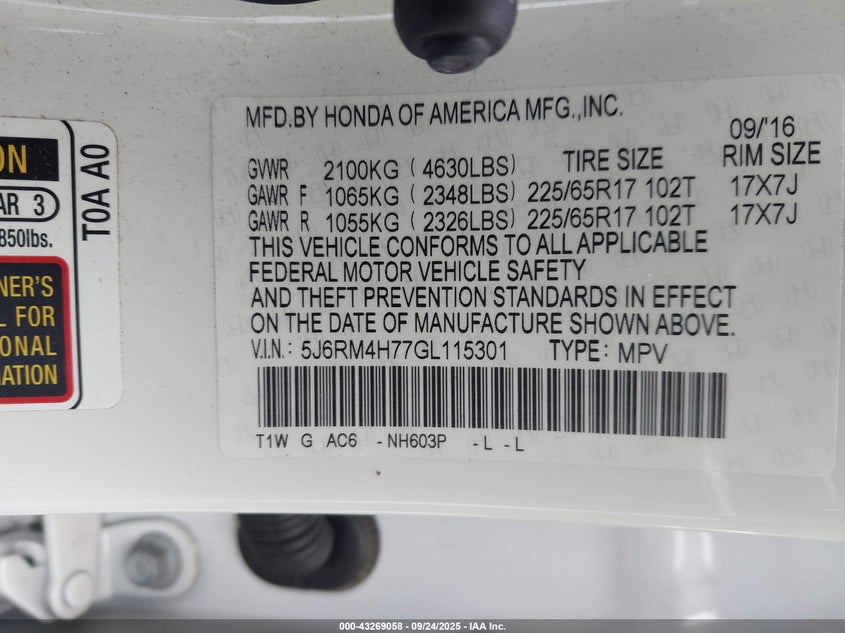 ON
AR 3
850lbs.
NER'S
L FOR
ONAL
MATION
T0A A0
MFD.BY HONDA OF AMERICA MFG.,INC.
09/'16
GVWR 2100KG (4630LBS) TIRE SIZE RIM SIZE
GAWR F 1065KG (2348LBS) 225/65R17 102T 17X7J
GAWR R 1055KG (2326LBS) 225/65R17 102T 17X7J
THIS VEHICLE CONFORMS TO ALL APPLICABLE
FEDERAL MOTOR VEHICLE SAFETY
AND THEFT PREVENTION STANDARDS IN EFFECT
ON THE DATE OF MANUFACTURE SHOWN ABOVE.
V.I.N.: 5J6RM4H77GL115301 TYPE: MPV
T1W G AC6 -NH603P -L -L
000-43269058 - 09/24/2025 - IAA Inc.